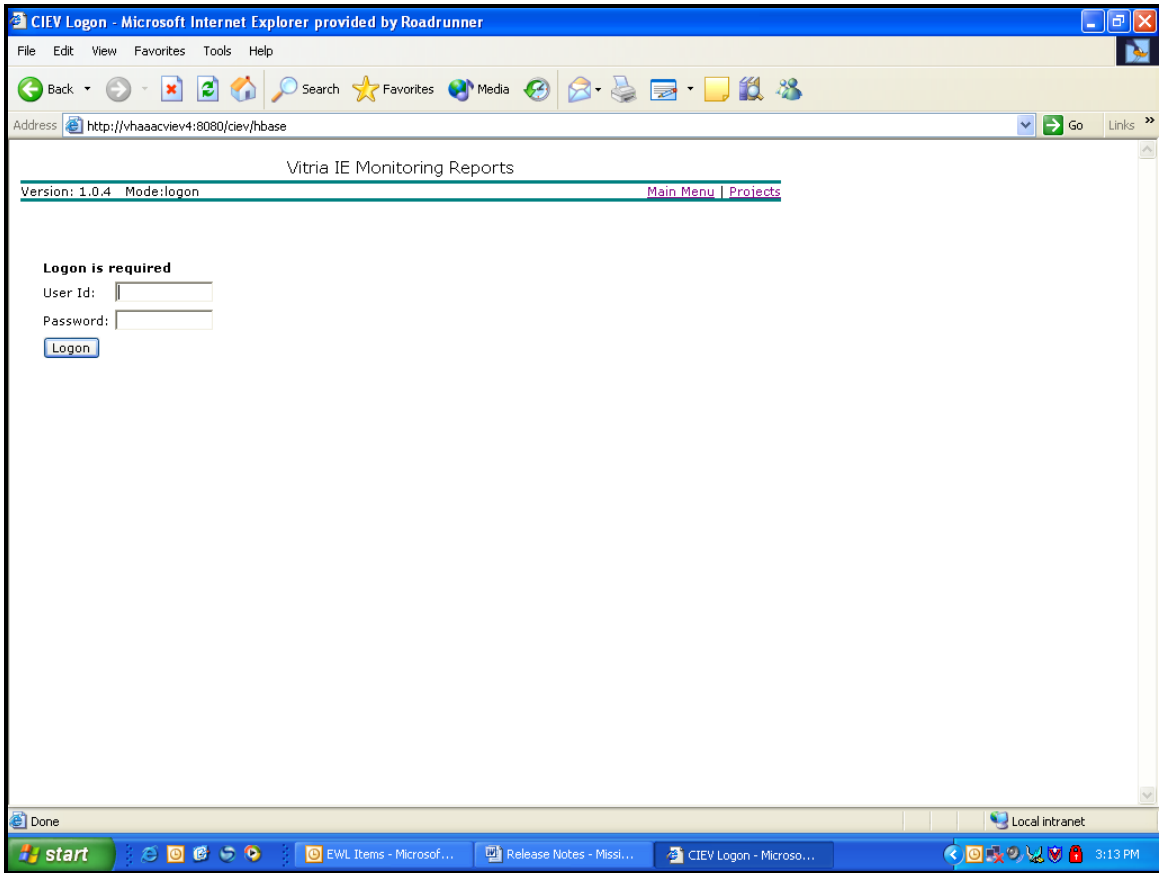 CIEV Logon - Microsoft Internet Explorer provided by Roadrunner
File Edit View Favorites Tools Help
Back Search Favorites Media
Address http://vhaaacviev4:8080/ciev/hbase Go Links »
Vitria IE Monitoring Reports
Version: 1.0.4 Mode:logon Main Menu | Projects
Logon is required
User Id:
Password:
Logon
Done Local intranet
start EWL Items - Microsof... Release Notes - Missi... CIEV Logon - Microso... 3:13 PM